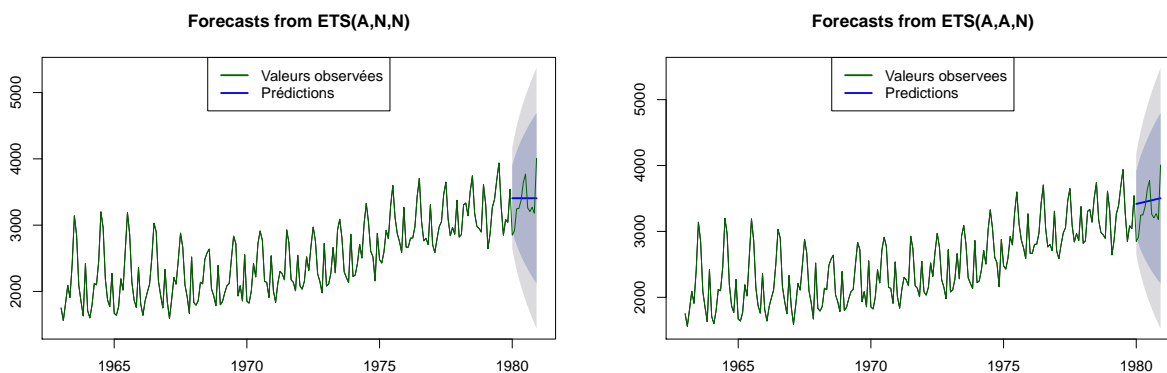 Forecasts from ETS(A,N,N)
Valeurs observées
Prédictions
5000
4000
3000
2000
1965
1970
1975
1980
Forecasts from ETS(A,A,N)
Valeurs observees
Predictions
5000
4000
3000
2000
1965
1970
1975
1980